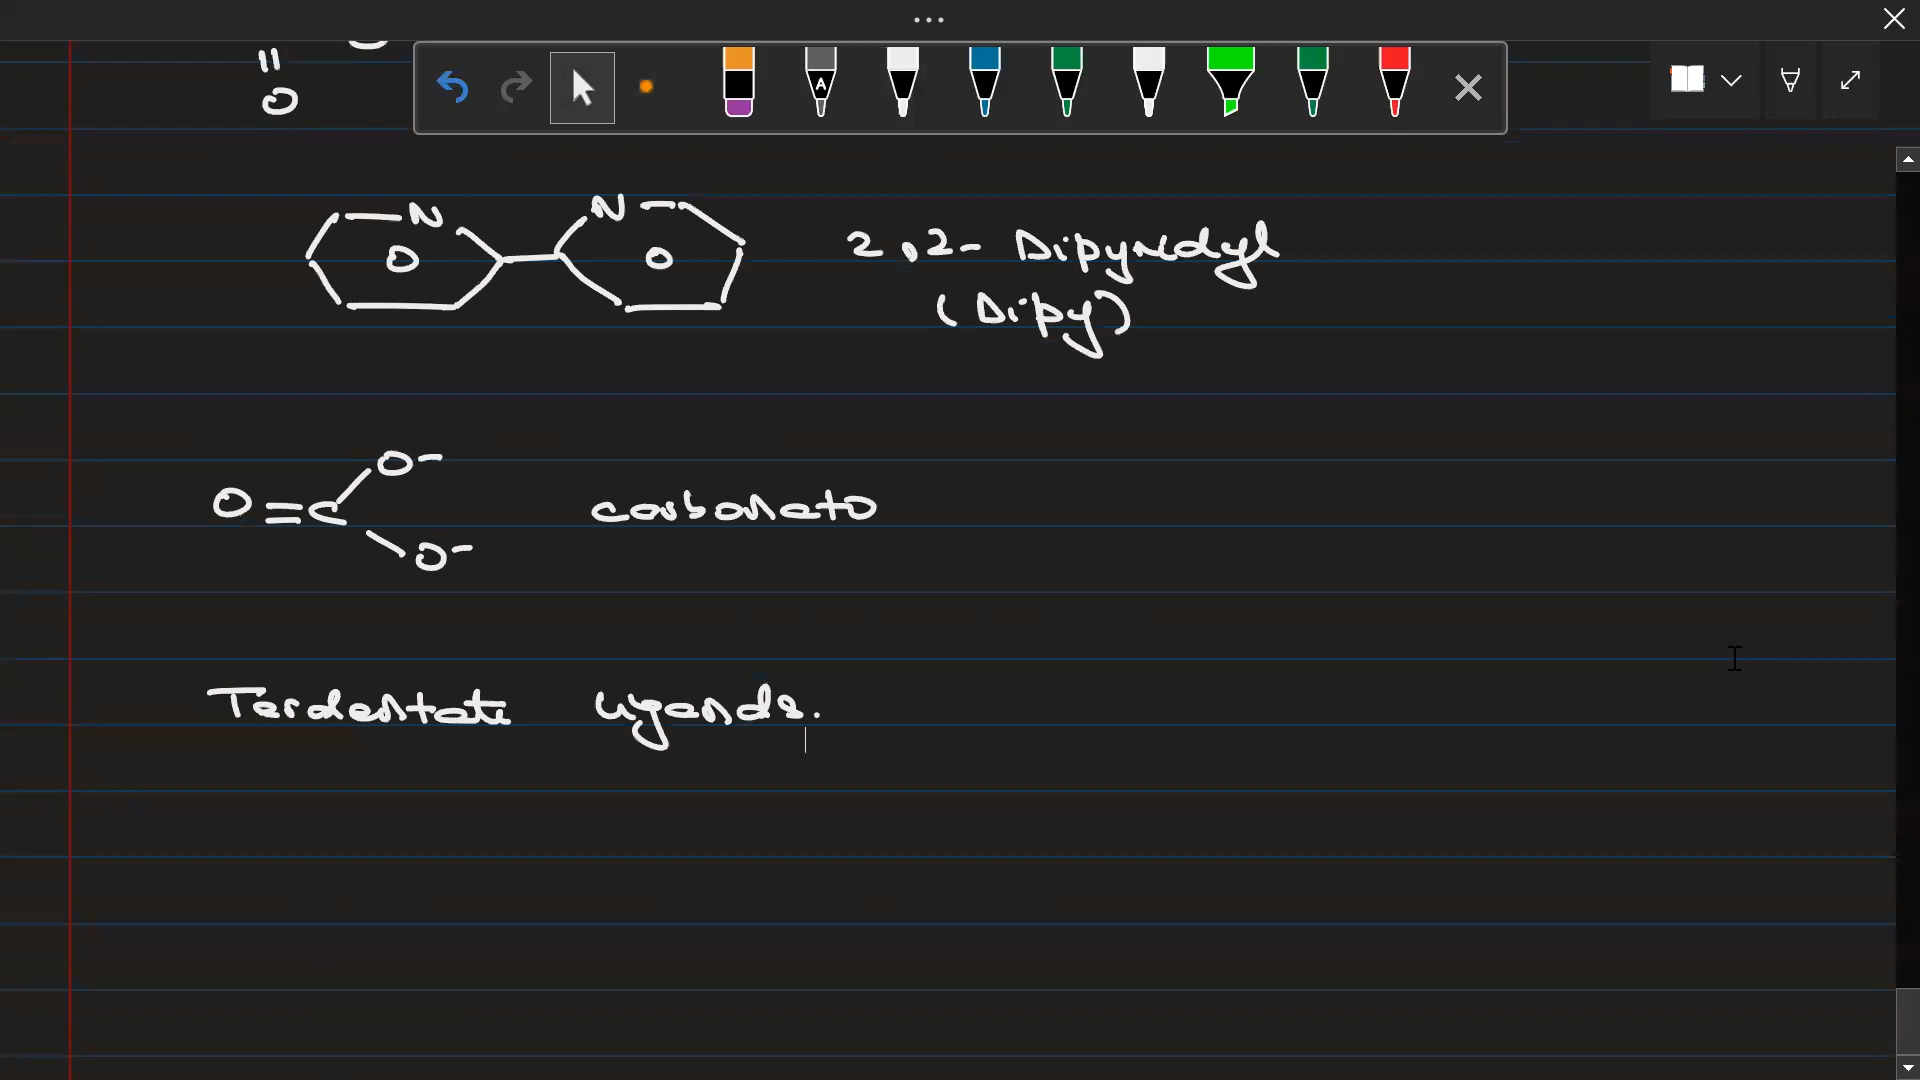 O
N N
O O
2,2- Dipyridyl
(Dipy)
O-
O=C carbonato
O-
Terdentate ligands.
A